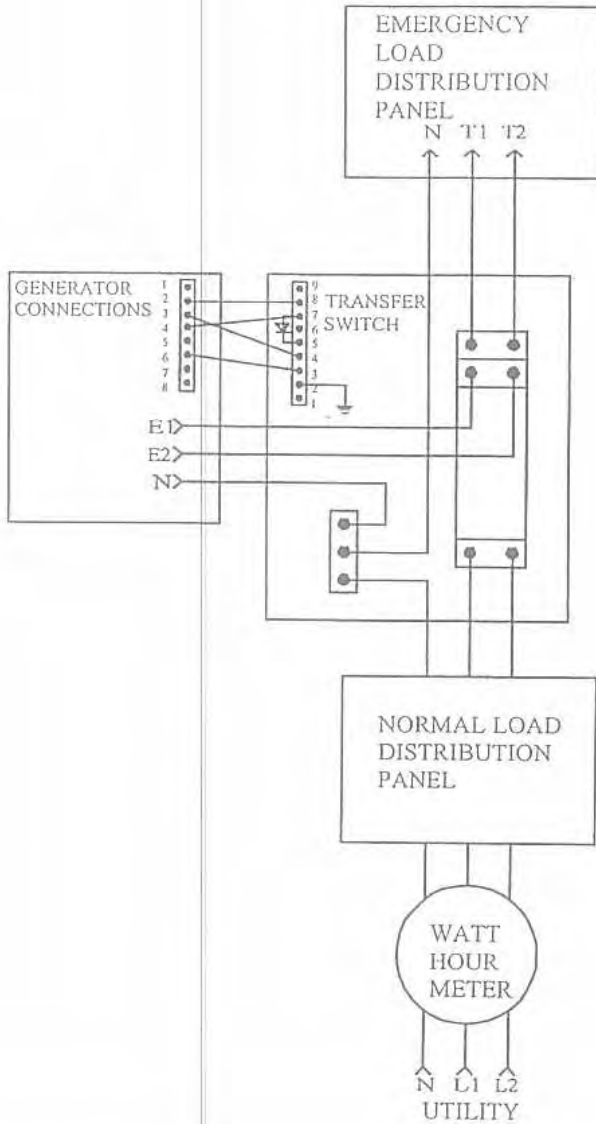 EMERGENCY
LOAD
DISTRIBUTION
PANEL
N T1 T2
GENERATOR
CONNECTIONS
1
2
3
4
5
6
7
8
9
8
7
6
5
4
3
2
1
TRANSFER
SWITCH
E1
E2
N
NORMAL LOAD
DISTRIBUTION
PANEL
WATT
HOUR
METER
N L1 L2
UTILITY